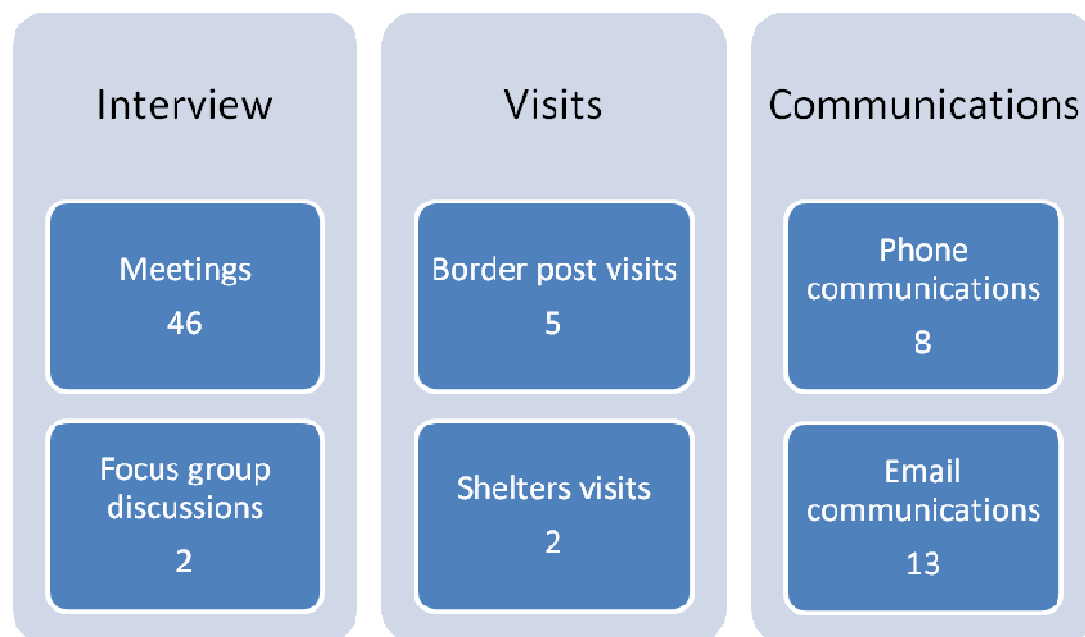 Interview
Meetings
46
Focus group
discussions
2
Visits
Border post visits
5
Shelters visits
2
Communications
Phone
communications
8
Email
communications
13